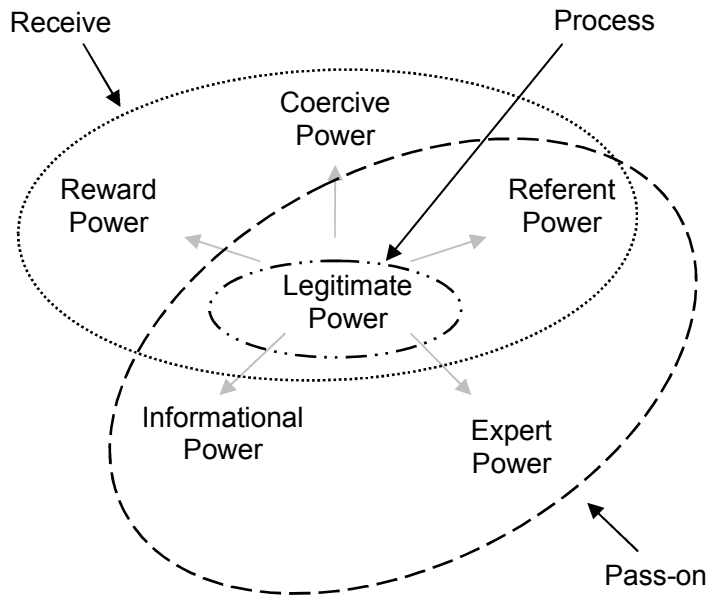 Receive
Process
Coercive
Power
Reward
Power
Referent
Power
Legitimate
Power
Informational
Power
Expert
Power
Pass-on